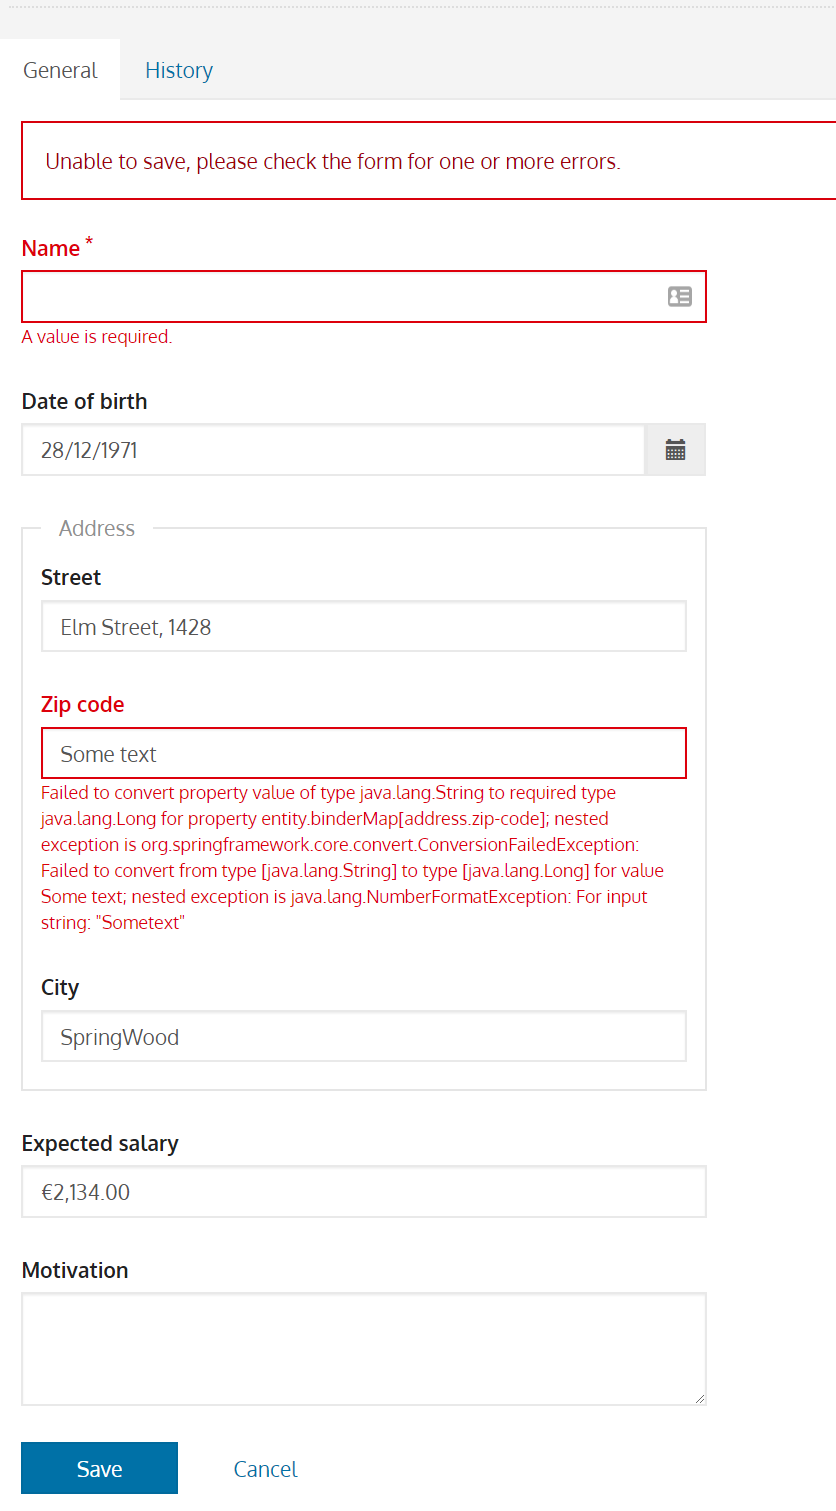 General
History
Unable to save, please check the form for one or more errors.
Name *
A value is required.
Date of birth
28/12/1971
Address
Street
Elm Street, 1428
Zip code
Some text
Failed to convert property value of type java.lang.String to required type
java.lang.Long for property entity.binderMap[address.zip-code]; nested
exception is org.springframework.core.convert.ConversionFailedException:
Failed to convert from type [java.lang.String] to type [java.lang.Long] for value
Some text; nested exception is java.lang.NumberFormatException: For input
string: "Sometext"
City
SpringWood
Expected salary
€2,134.00
Motivation
Save
Cancel